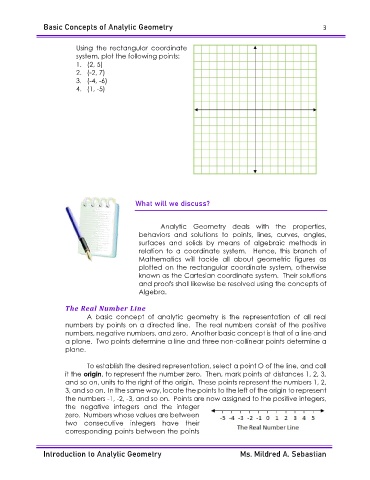 Basic Concepts of Analytic Geometry 3
Using the rectangular coordinate
system, plot the following points:
1. (2, 5)
2. (-2, 7)
3. (-4, -6)
4. (1, -5)
What will we discuss?
Analytic Geometry deals with the properties,
behaviors and solutions to points, lines, curves, angles,
surfaces and solids by means of algebraic methods in
relation to a coordinate system. Hence, this branch of
Mathematics will tackle all about geometric figures as
plotted on the rectangular coordinate system, otherwise
known as the Cartesian coordinate system. Their solutions
and proofs shall likewise be resolved using the concepts of
Algebra.
The Real Number Line
A basic concept of analytic geometry is the representation of all real
numbers by points on a directed line. The real numbers consist of the positive
numbers, negative numbers, and zero. Another basic concept is that of a line and
a plane. Two points determine a line and three non-collinear points determine a
plane.
To establish the desired representation, select a point O of the line, and call
it the origin, to represent the number zero. Then, mark points at distances 1, 2, 3,
and so on, units to the right of the origin. These points represent the numbers 1, 2,
3, and so on. In the same way, locate the points to the left of the origin to represent
the numbers -1, -2, -3, and so on. Points are now assigned to the positive integers,
the negative integers and the integer
zero. Numbers whose values are between
two consecutive integers have their
corresponding points between the points
-5 -4 -3 -2 -1 0 1 2 3 4 5
The Real Number Line
Introduction to Analytic Geometry Ms. Mildred A. Sebastian